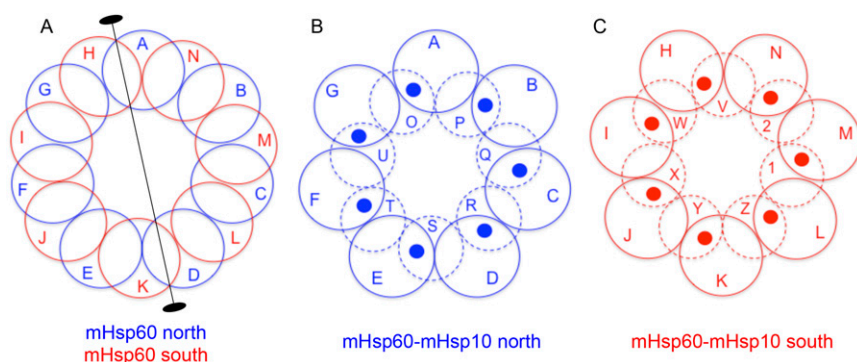 A
H
A
N
G
B
I
M
F
C
J
L
E
K
D
mHsp60 north
mHsp60 south
B
A
G
B
O
P
U
Q
F
C
T
S
R
E
D
mHsp60-mHsp10 north
C
H
N
V
W
2
I
M
X
1
J
Y
Z
L
K
mHsp60-mHsp10 south